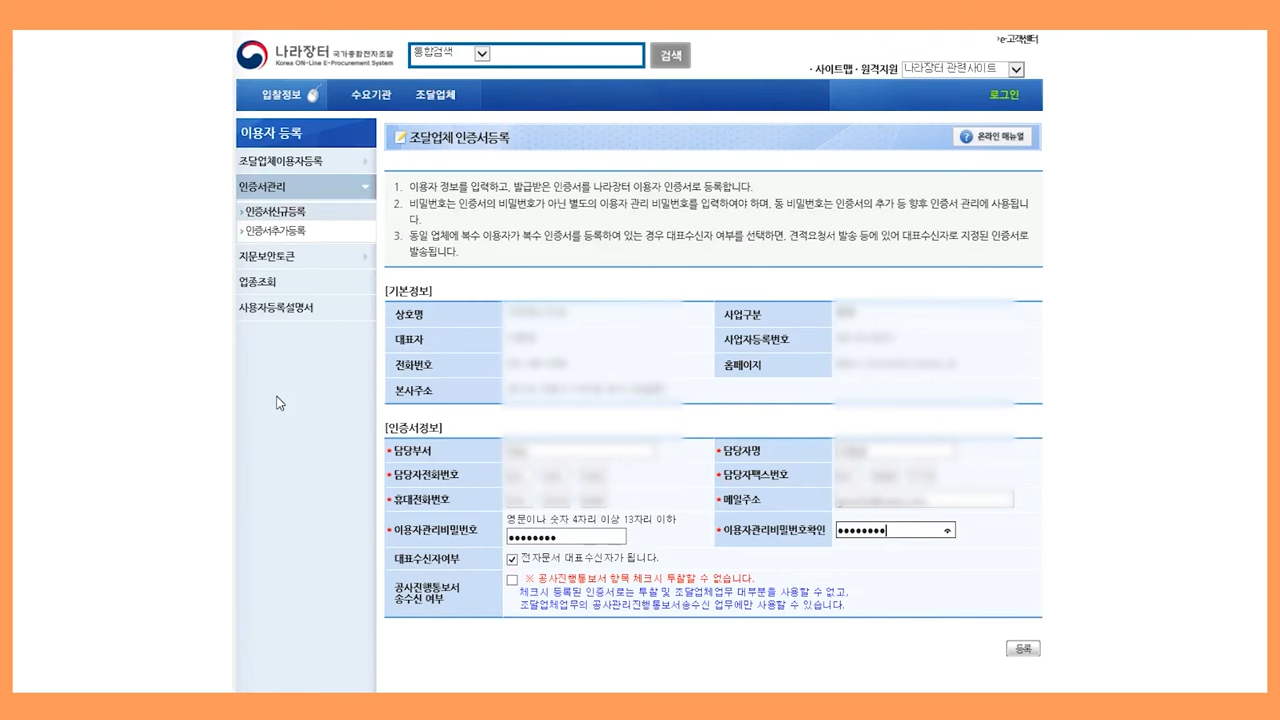 e-고객센터
나라장터 국가종합전자조달
Korea ON-Line E-Procurement System
통합검색
검색
· 사이트맵 · 원격지원 나라장터 관련사이트
입찰정보 수요기관 조달업체 로그인
이용자 등록
조달업체이용자등록
인증서관리
인증서신규등록
인증서추가등록
지문보안토큰
업종조회
사용자등록설명서
조달업체 인증서등록
온라인 매뉴얼
1. 이용자 정보를 입력하고, 발급받은 인증서를 나라장터 이용자 인증서로 등록합니다.
2. 비밀번호는 인증서의 비밀번호가 아닌 별도의 이용자 관리 비밀번호를 입력하여야 하며, 동 비밀번호는 인증서의 추가 등 향후 인증서 관리에 사용됩니
다.
3. 동일 업체에 복수 이용자가 복수 인증서를 등록하여 있는 경우 대표수신자 여부를 선택하면, 견적요청서 발송 등에 있어 대표수신자로 지정된 인증서로
발송됩니다.
[기본정보]
상호명 사업구분
대표자 사업자등록번호
전화번호 홈페이지
본사주소
[인증서정보]
* 담당부서 * 담당자명
* 담당자전화번호 * 담당자팩스번호
* 휴대전화번호 * 메일주소
영문이나 숫자 4자리 이상 13자리 이하
* 이용자관리비밀번호 * 이용자관리비밀번호확인
대표수신자여부 전자문서 대표수신자가 됩니다.
공사진행통보서
송수신 여부
※ 공사진행통보서 항목 체크시 투찰할 수 없습니다.
체크시 등록된 인증서로는 투찰 및 조달업체업무 대부분을 사용할 수 없고,
조달업체업무의 공사관리진행통보서송수신 업무에만 사용할 수 있습니다.
등록